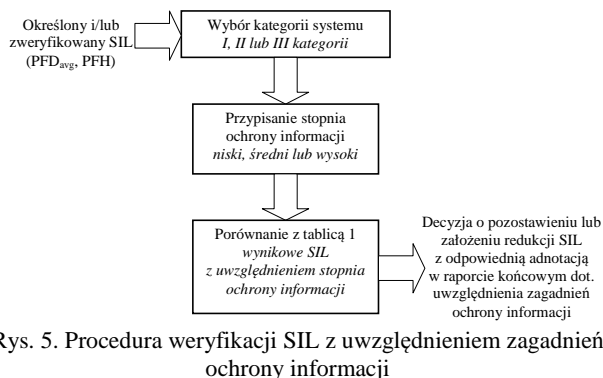 Określony i/lub
zweryfikowany SIL
(PFDavg, PFH)
Wybór kategorii systemu
I, II lub III kategorii
Przypisanie stopnia
ochrony informacji
niski, średni lub wysoki
Porównanie z tablicą 1
wynikowe SIL
z uwzględnieniem stopnia
ochrony informacji
Decyzja o pozostawieniu lub
założeniu redukcji SIL
z odpowiednią adnotacją
w raporcie końcowym dot.
uwzględnienia zagadnień
ochrony informacji
Rys. 5. Procedura weryfikacji SIL z uwzględnieniem zagadnień
ochrony informacji